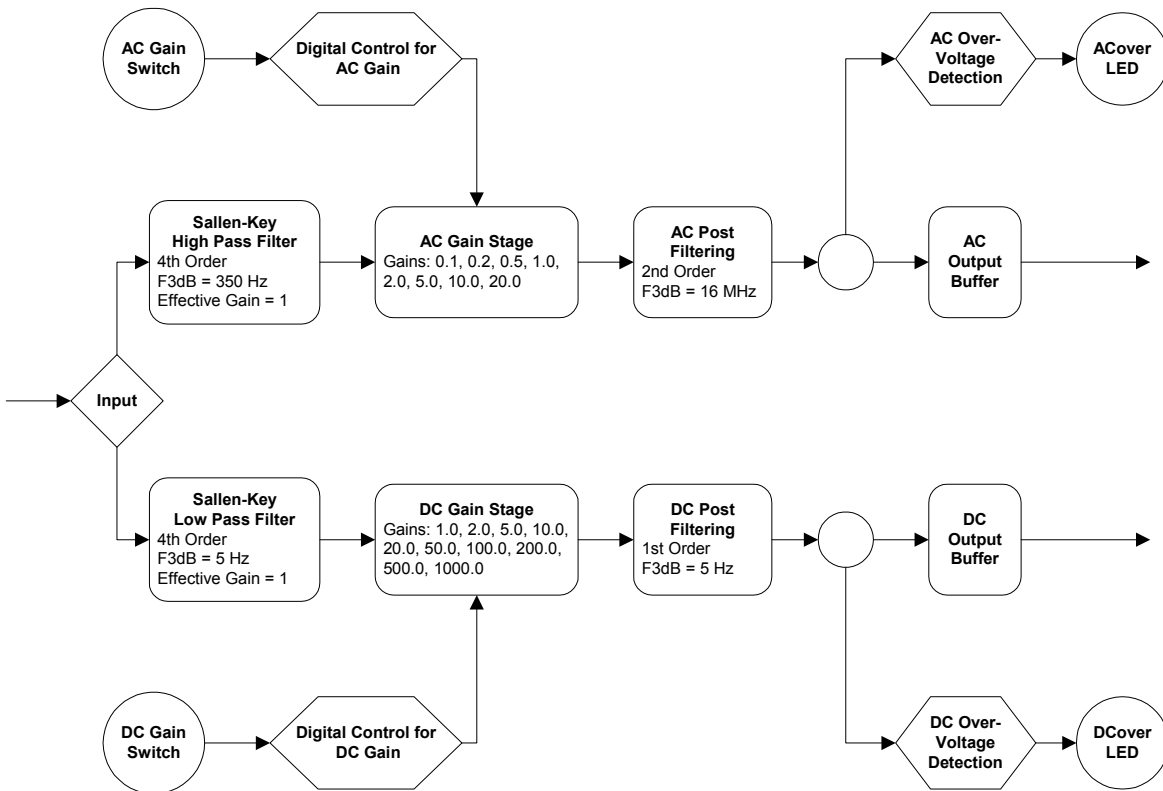 AC Gain
Switch
Digital Control for
AC Gain
AC Over-
Voltage
Detection
ACover
LED
Sallen-Key
High Pass Filter
4th Order
F3dB = 350 Hz
Effective Gain = 1
AC Gain Stage
Gains: 0.1, 0.2, 0.5, 1.0,
2.0, 5.0, 10.0, 20.0
AC Post
Filtering
2nd Order
F3dB = 16 MHz
AC
Output
Buffer
Input
Sallen-Key
Low Pass Filter
4th Order
F3dB = 5 Hz
Effective Gain = 1
DC Gain Stage
Gains: 1.0, 2.0, 5.0, 10.0,
20.0, 50.0, 100.0, 200.0,
500.0, 1000.0
DC Post
Filtering
1st Order
F3dB = 5 Hz
DC
Output
Buffer
DC Gain
Switch
Digital Control for
DC Gain
DC Over-
Voltage
Detection
DCover
LED